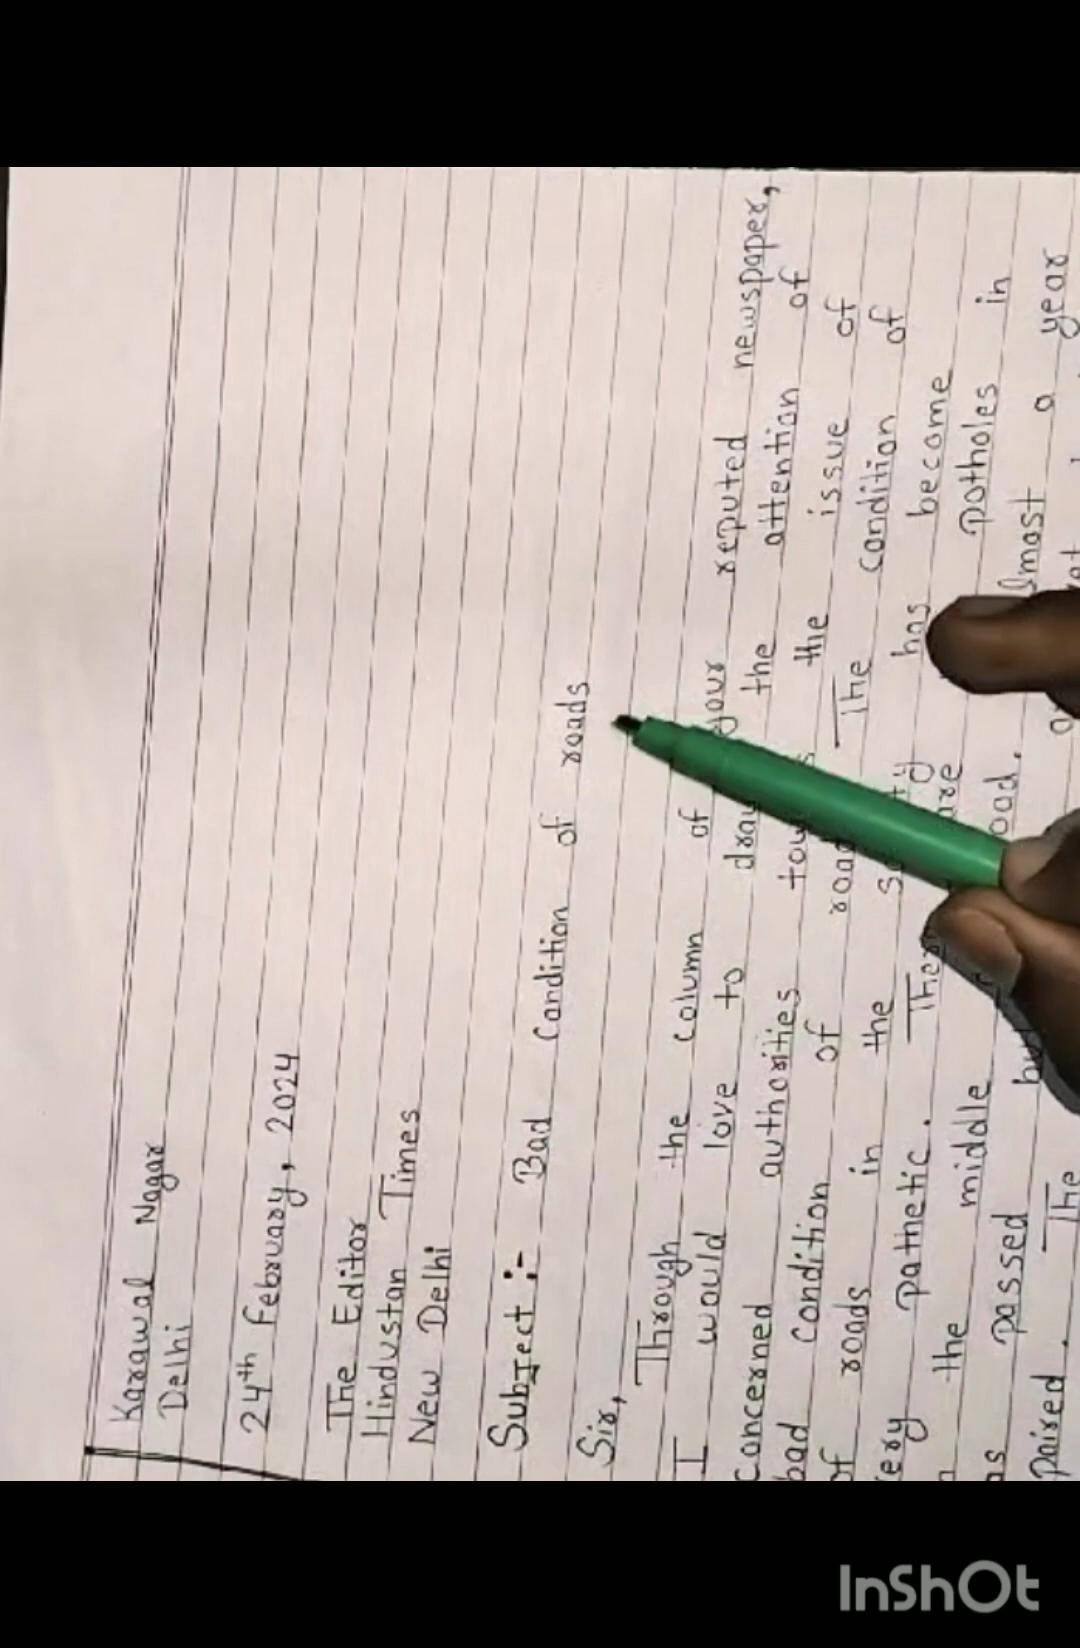 Karawal Nagar
Delhi
24th February, 2024
The Editor
Hindustan Times
New Delhi
Subject :- Bad Condition of roads
Sir,
Through the column of your reputed newspaper,
I would love to the attention of
concerned authorities the issue of
bad condition of The condition of
of roads in the has become
pathetic. are potholes in
the middle
as passed a year
The
InShOt